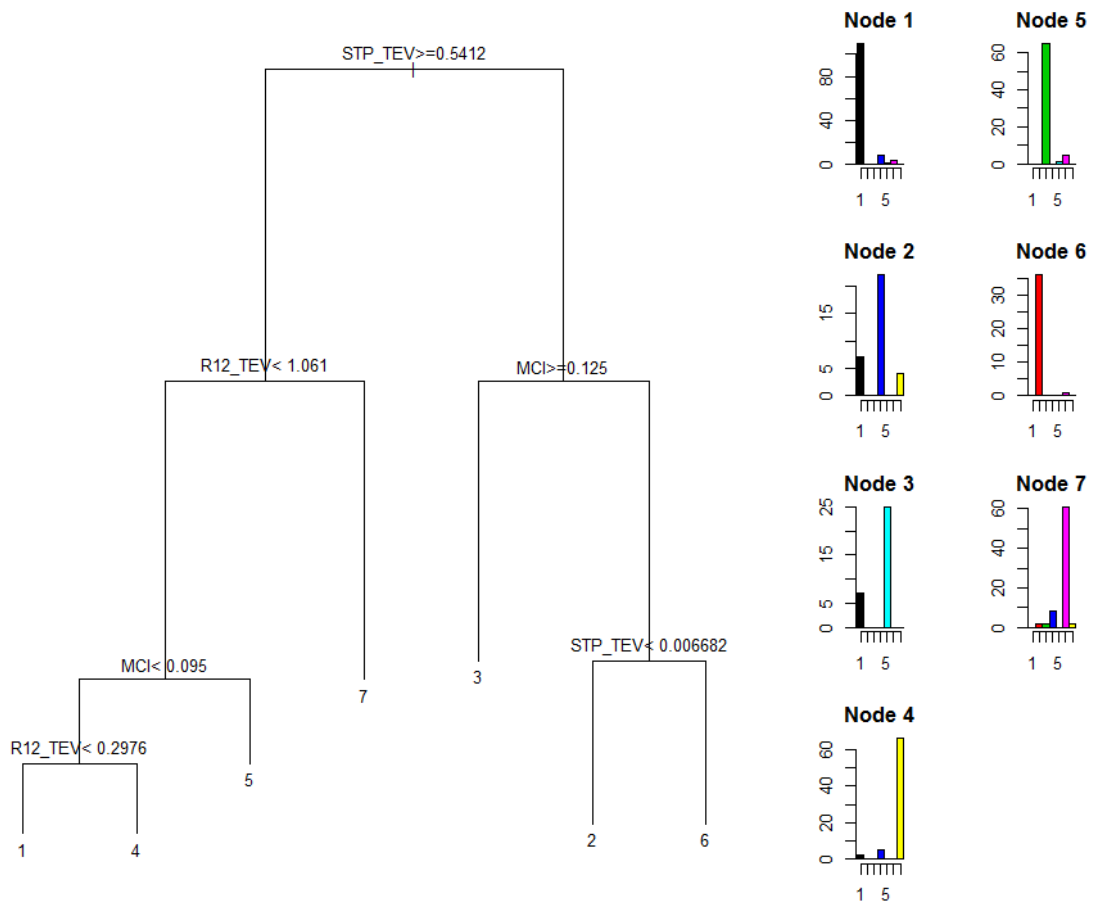 STP_TEV>=0.5412
R12_TEV< 1.061
MCI>=0.125
MCI< 0.095
STP_TEV< 0.006682
R12_TEV< 0.2976
7
3
5
1
4
2
6
Node 1
0 40 80
1 5
Node 5
0 20 40 60
1 5
Node 2
0 5 15
1 5
Node 6
0 10 20 30
1 5
Node 3
0 5 15 25
1 5
Node 7
0 20 40 60
1 5
Node 4
0 20 40 60
1 5